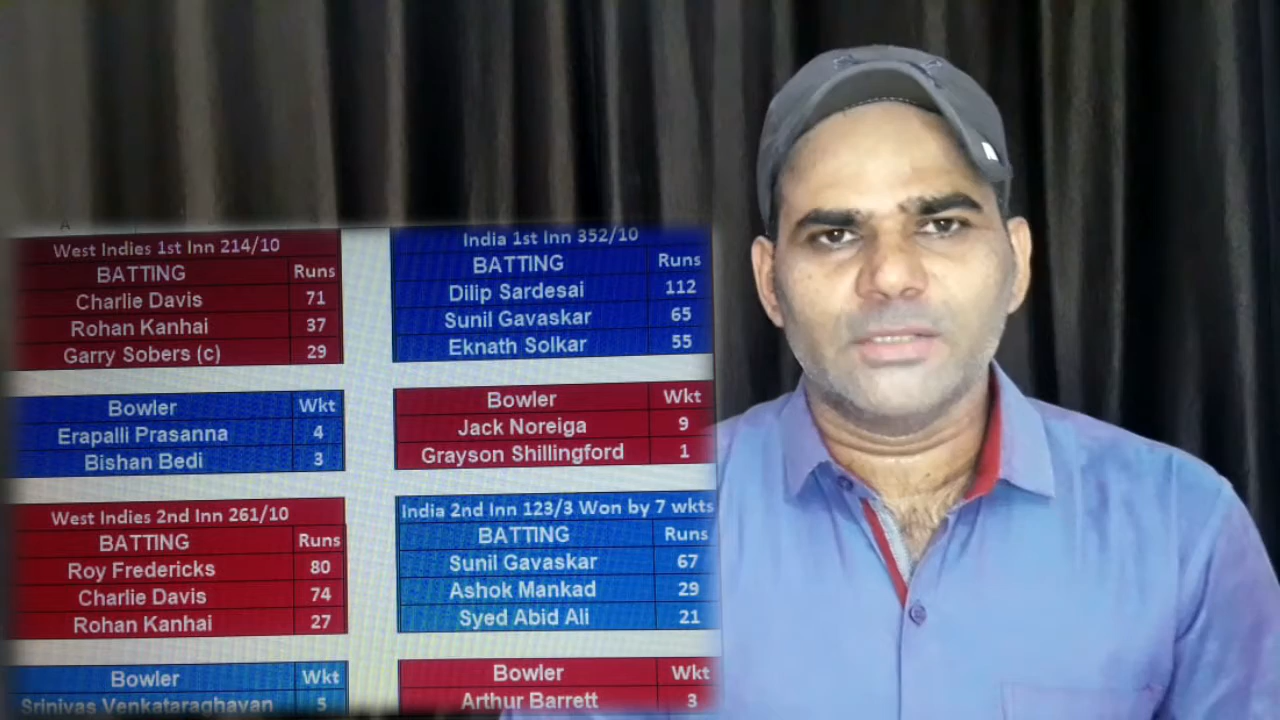 A
West Indies 1st Inn 214/10
BATTING Runs
Charlie Davis 71
Rohan Kanhai 37
Garry Sobers (c) 29
Bowler Wkt
Erapalli Prasanna 4
Bishan Bedi 3
West Indies 2nd Inn 261/10
BATTING Runs
Roy Fredericks 80
Charlie Davis 74
Rohan Kanhai 27
Bowler Wkt
Srinivas Venkataraghavan 5
India 1st Inn 352/10
BATTING Runs
Dilip Sardesai 112
Sunil Gavaskar 65
Eknath Solkar 55
Bowler Wkt
Jack Noreiga 9
Grayson Shillingford 1
India 2nd Inn 123/3 Won by 7 wkts
BATTING Runs
Sunil Gavaskar 67
Ashok Mankad 29
Syed Abid Ali 21
Bowler Wkt
Arthur Barrett 3